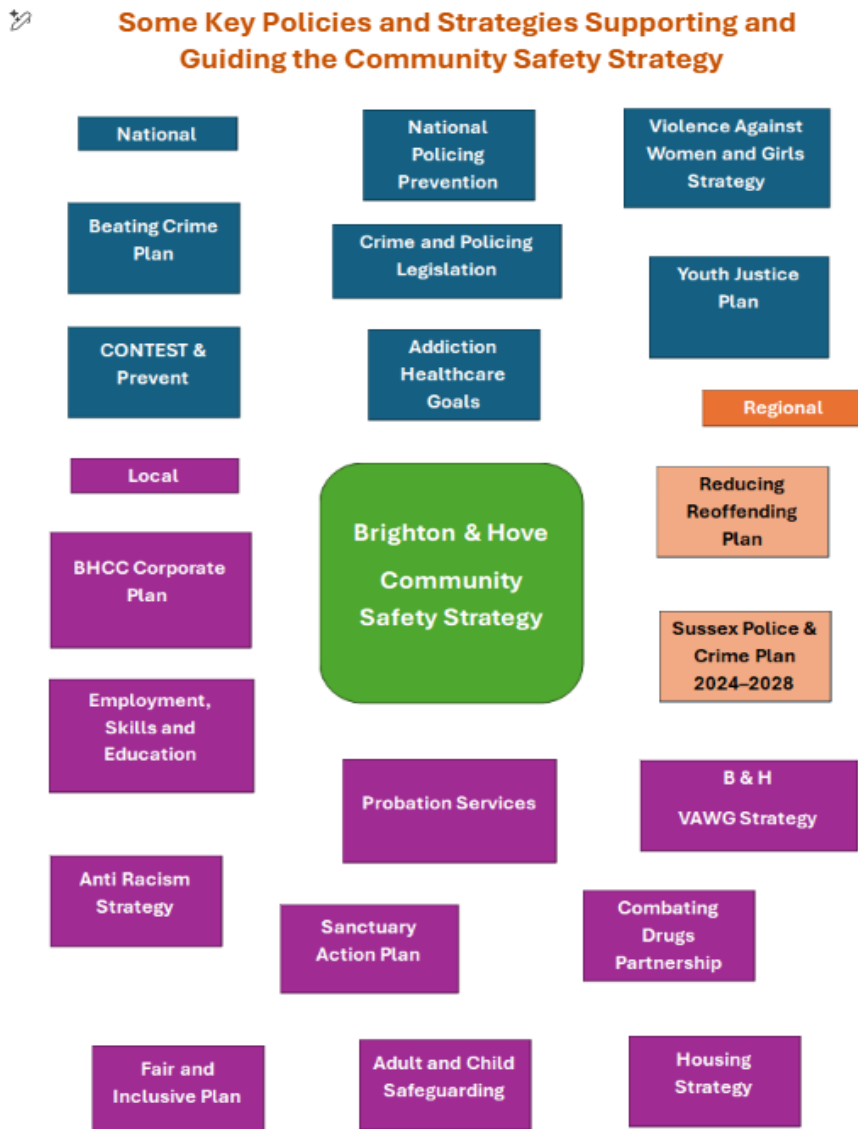 Some Key Policies and Strategies Supporting and
Guiding the Community Safety Strategy
National
National
Policing
Prevention
Violence Against
Women and Girls
Strategy
Beating Crime
Plan
Crime and Policing
Legislation
Youth Justice
Plan
CONTEST &
Prevent
Addiction
Healthcare
Goals
Regional
Local
Brighton & Hove
Community
Safety Strategy
Reducing
Reoffending
Plan
BHCC Corporate
Plan
Sussex Police &
Crime Plan
2024–2028
Employment,
Skills and
Education
Probation Services
B & H
VAWG Strategy
Anti Racism
Strategy
Sanctuary
Action Plan
Combating
Drugs
Partnership
Fair and
Inclusive Plan
Adult and Child
Safeguarding
Housing
Strategy